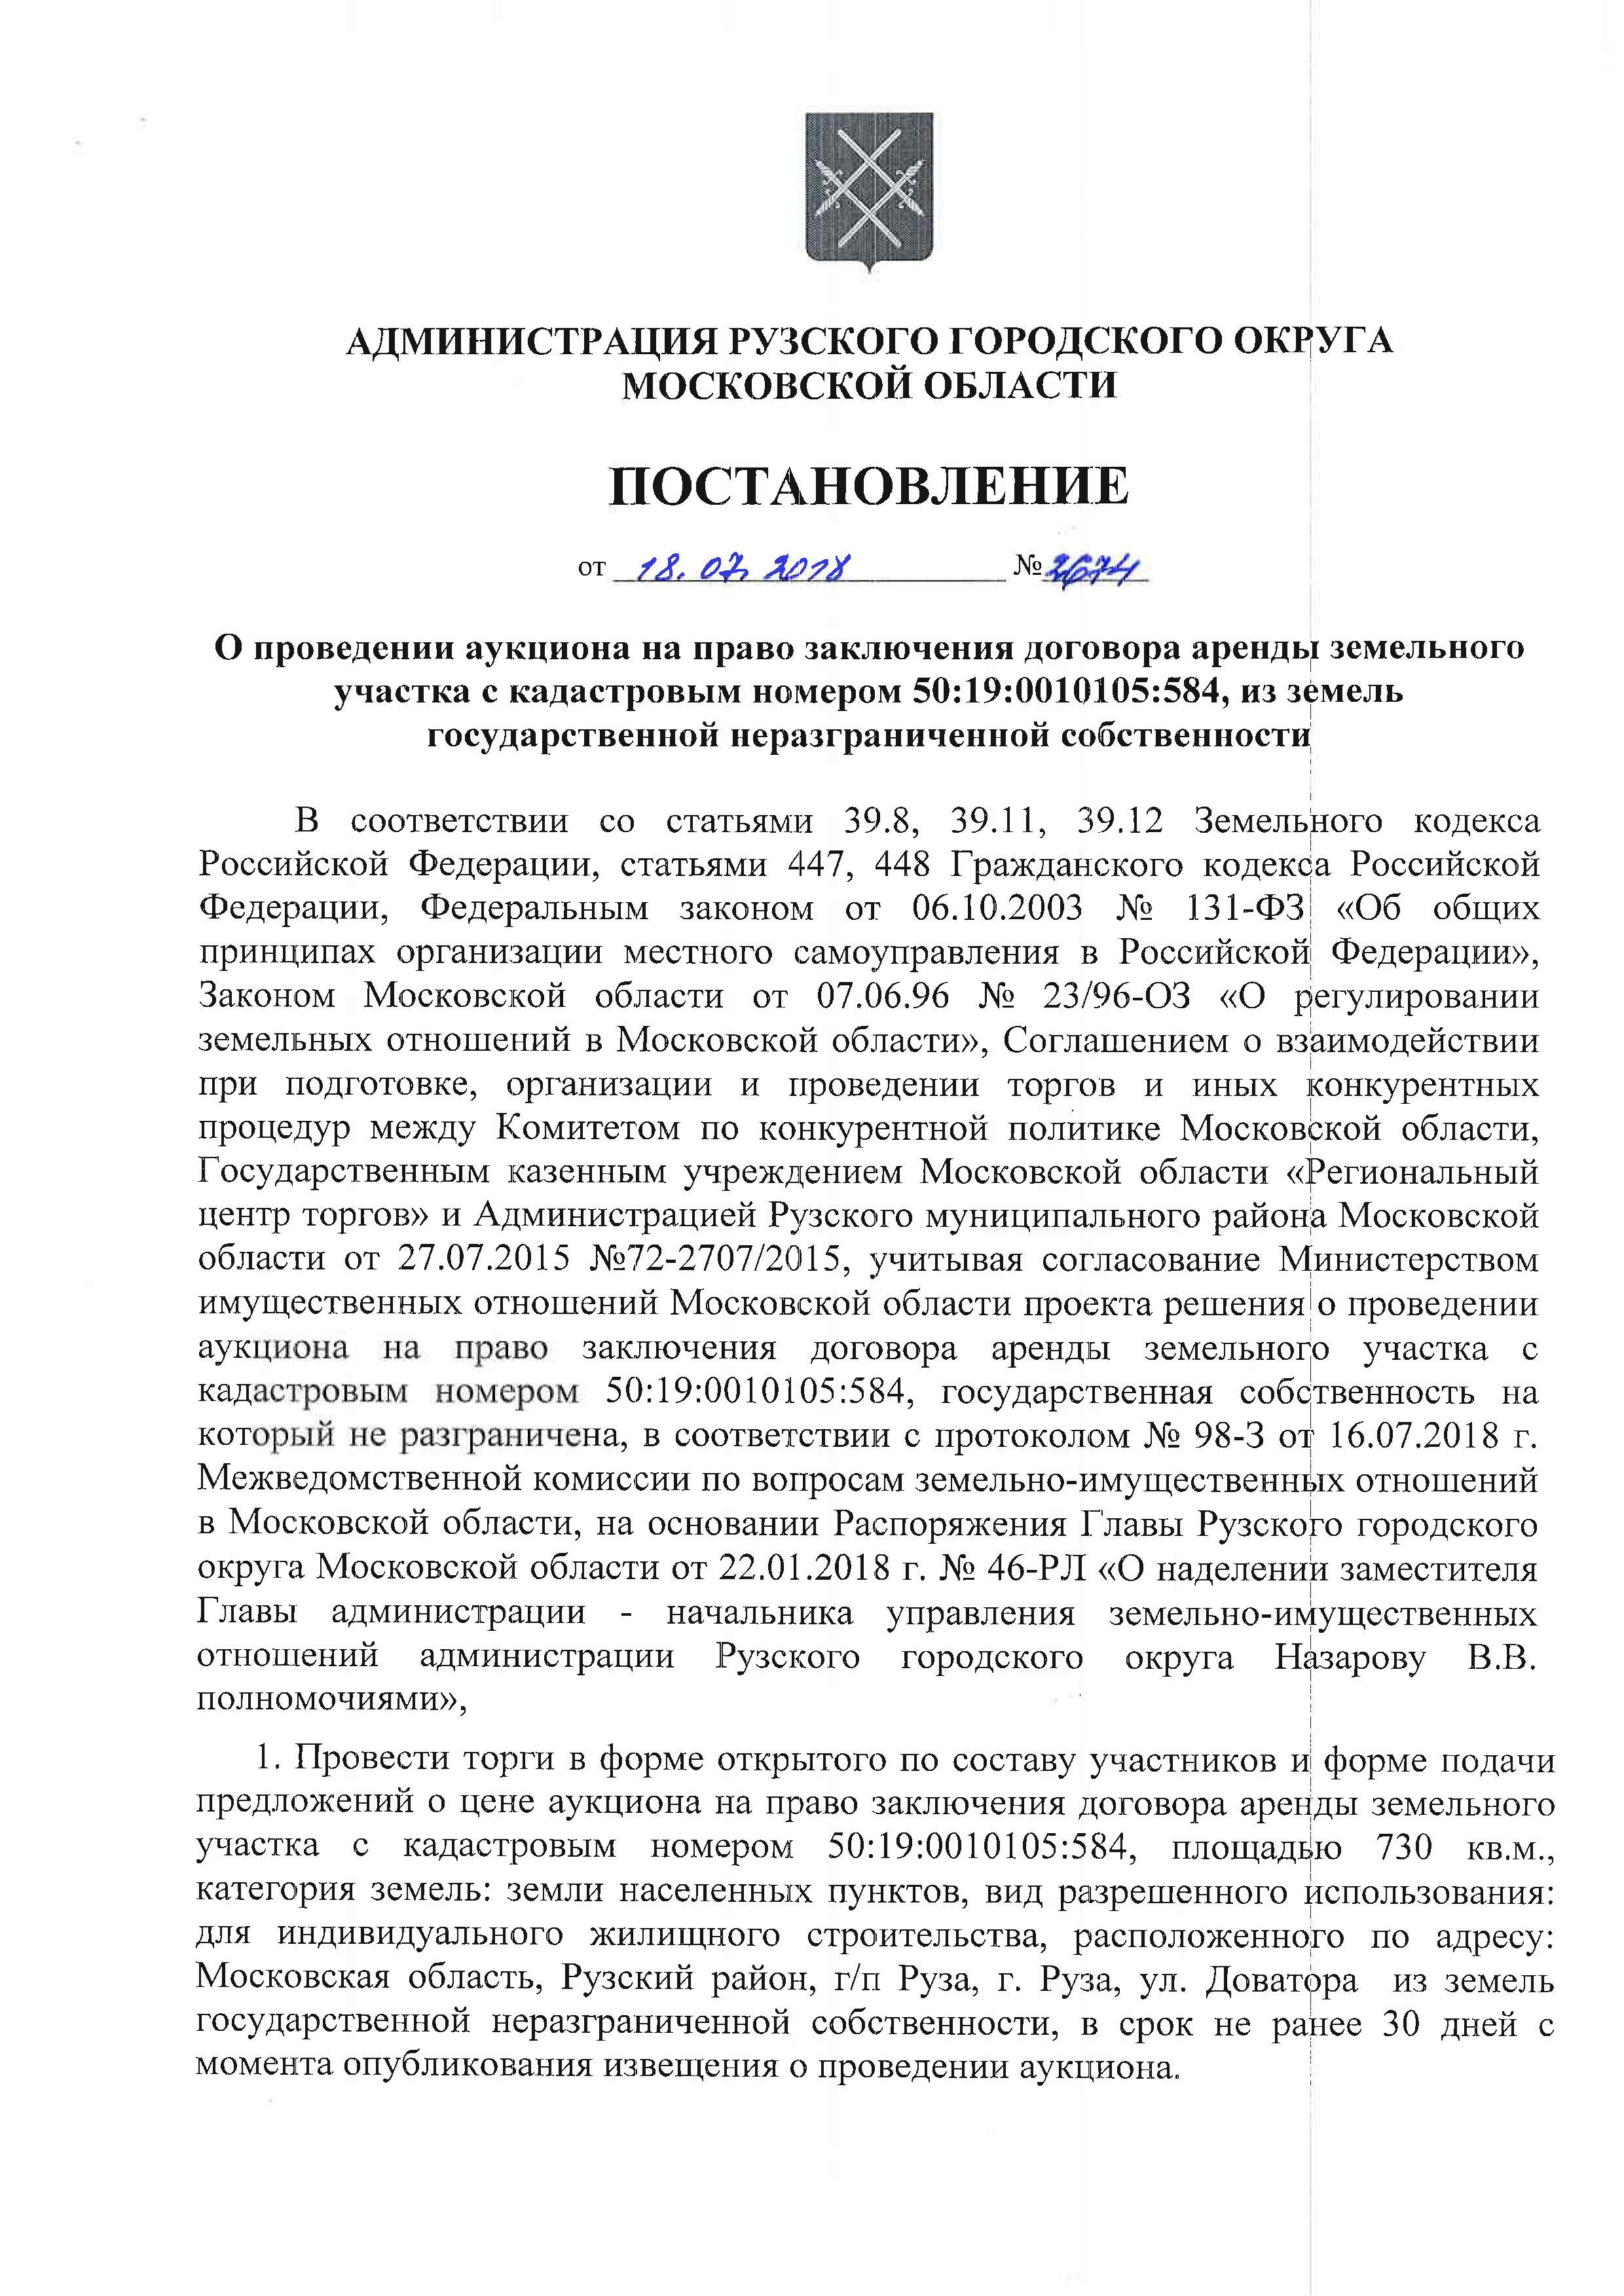 АДМИНИСТРАЦИЯ РУЗСКОГО ГОРОДСКОГО ОКРУГА
МОСКОВСКОЙ ОБЛАСТИ
ПОСТАНОВЛЕНИЕ
от 18.07.2018 №2674
О проведении аукциона на право заключения договора аренды земельного
участка с кадастровым номером 50:19:0010105:584, из земель
государственной неразграниченной собственности
В соответствии со статьями 39.8, 39.11, 39.12 Земельного кодекса
Российской Федерации, статьями 447, 448 Гражданского кодекса Российской
Федерации, Федеральным законом от 06.10.2003 № 131-ФЗ «Об общих
принципах организации местного самоуправления в Российской Федерации»,
Законом Московской области от 07.06.96 № 23/96-ОЗ «О регулировании
земельных отношений в Московской области», Соглашением о взаимодействии
при подготовке, организации и проведении торгов и иных конкурентных
процедур между Комитетом по конкурентной политике Московской области,
Государственным казенным учреждением Московской области «Региональный
центр торгов» и Администрацией Рузского муниципального района Московской
области от 27.07.2015 №72-2707/2015, учитывая согласование Министерством
имущественных отношений Московской области проекта решения о проведении
аукциона на право заключения договора аренды земельного участка с
кадастровым номером 50:19:0010105:584, государственная собственность на
который не разграничена, в соответствии с протоколом № 98-З от 16.07.2018 г.
Межведомственной комиссии по вопросам земельно-имущественных отношений
в Московской области, на основании Распоряжения Главы Рузского городского
округа Московской области от 22.01.2018 г. № 46-РЛ «О наделении заместителя
Главы администрации - начальника управления земельно-имущественных
отношений администрации Рузского городского округа Назарову В.В.
полномочиями»,
1. Провести торги в форме открытого по составу участников и форме подачи
предложений о цене аукциона на право заключения договора аренды земельного
участка с кадастровым номером 50:19:0010105:584, площадью 730 кв.м.,
категория земель: земли населенных пунктов, вид разрешенного использования:
для индивидуального жилищного строительства, расположенного по адресу:
Московская область, Рузский район, г/п Руза, г. Руза, ул. Доватора из земель
государственной неразграниченной собственности, в срок не ранее 30 дней с
момента опубликования извещения о проведении аукциона.